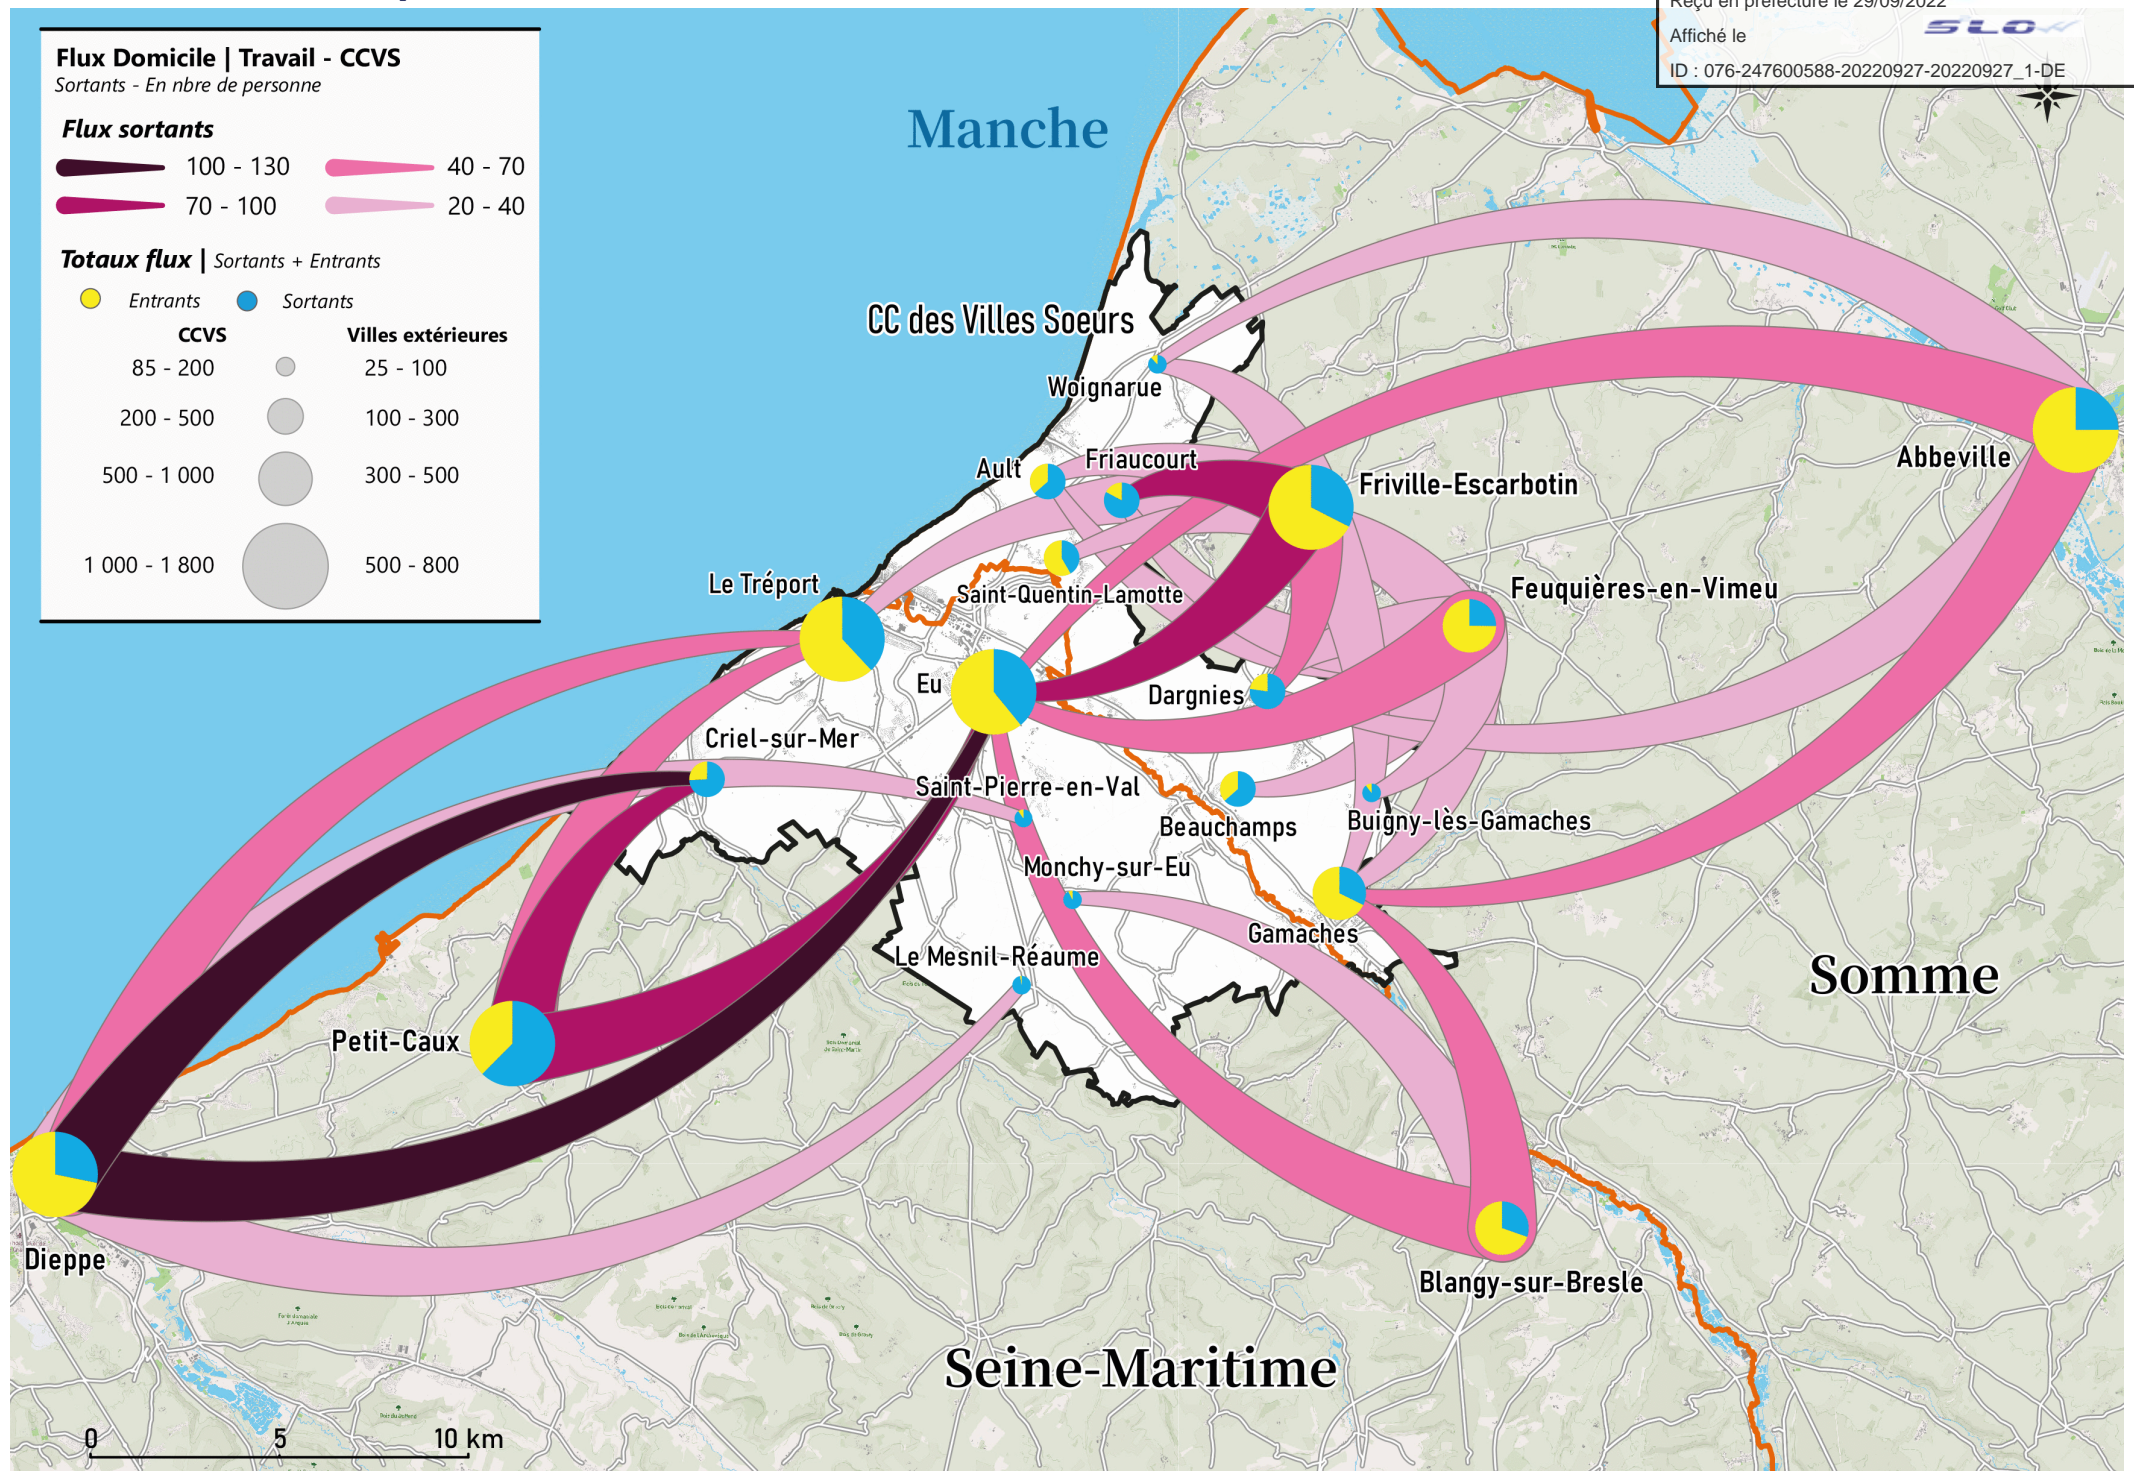 Reçu en préfecture le 29/09/2022
Affiché le
SLO
ID : 076-247600588-20220927-20220927_1-DE
Flux Domicile | Travail - CCVS
Sortants - En nbre de personne
Flux sortants
100 - 130
40 - 70
70 - 100
20 - 40
Totaux flux | Sortants + Entrants
Entrants
Sortants
CCVS
Villes extérieures
85 - 200
25 - 100
200 - 500
100 - 300
500 - 1 000
300 - 500
1 000 - 1 800
500 - 800
Manche
CC des Villes Soeurs
Woignarue
Ault
Friaucourt
Friville-Escarbotin
Abbeville
Le Tréport
Saint-Quentin-Lamotte
Feuquières-en-Vimeu
Eu
Dargnies
Criel-sur-Mer
Saint-Pierre-en-Val
Beauchamps
Buigny-lès-Gamaches
Monchy-sur-Eu
Gamaches
Le Mesnil-Réaume
Somme
Petit-Caux
Dieppe
Blangy-sur-Bresle
Seine-Maritime
0
5
10 km